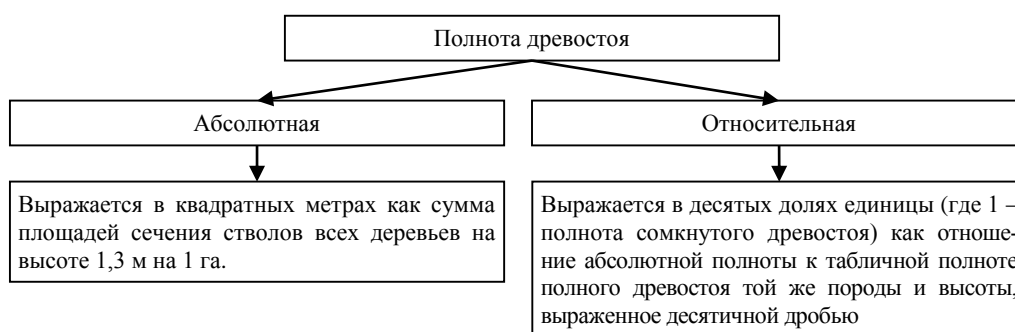 Полнота древостоя
Абсолютная
Относительная
Выражается в квадратных метрах как сумма
площадей сечения стволов всех деревьев на
высоте 1,3 м на 1 га.
Выражается в десятых долях единицы (где 1 –
полнота сомкнутого древостоя) как отноше-
ние абсолютной полноты к табличной полноте
полного древостоя той же породы и высоты,
выраженное десятичной дробью